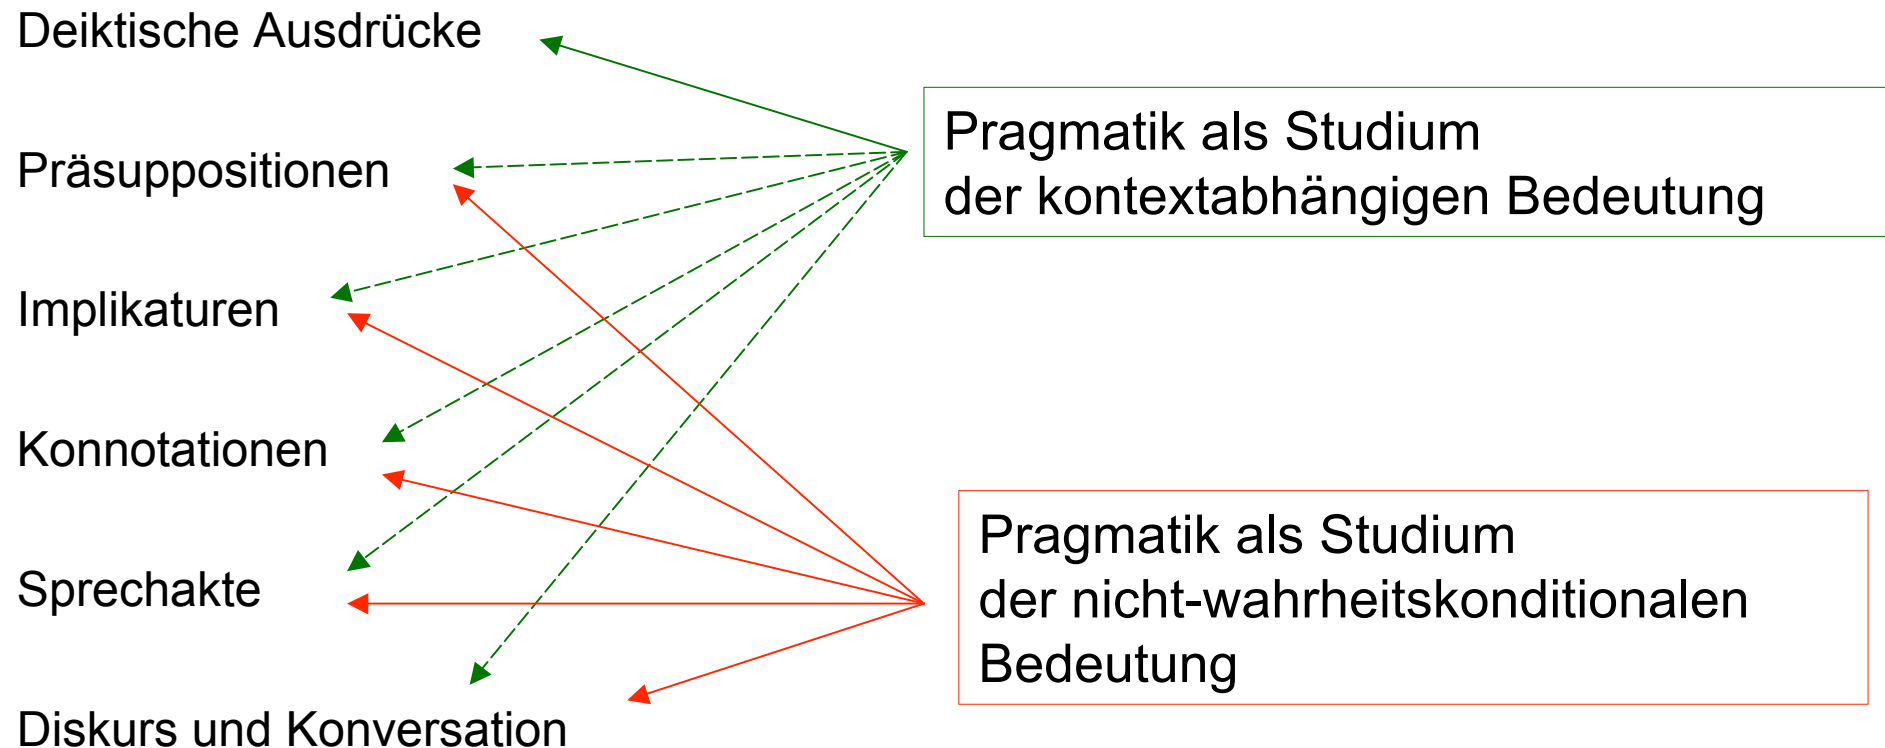 Deiktische Ausdrücke
Präsuppositionen
Implikaturen
Konnotationen
Sprechakte
Diskurs und Konversation
Pragmatik als Studium
der kontextabhängigen Bedeutung
Pragmatik als Studium
der nicht-wahrheitskonditionalen
Bedeutung